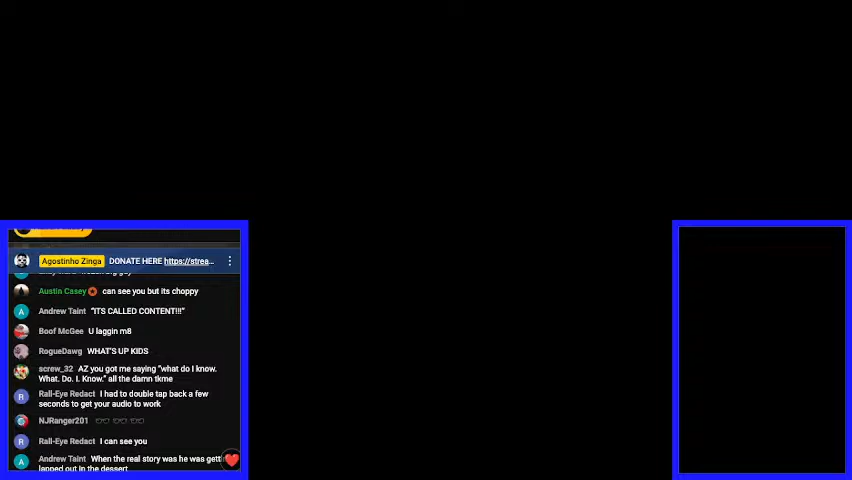 Agostinho Zinga DONATE HERE https://strea...
Austin Casey can see you but its choppy
Andrew Taint "ITS CALLED CONTENT!!!"
Boof McGee U laggin m8
RogueDawg WHAT'S UP KIDS
screw_32 AZ you got me saying "what do I know.
What. Do. I. Know." all the damn tkme
Rall-Eye Redact I had to double tap back a few
seconds to get your audio to work
NJRanger201
Rall-Eye Redact I can see you
Andrew Taint When the real story was he was gett
lapped out in the dessert